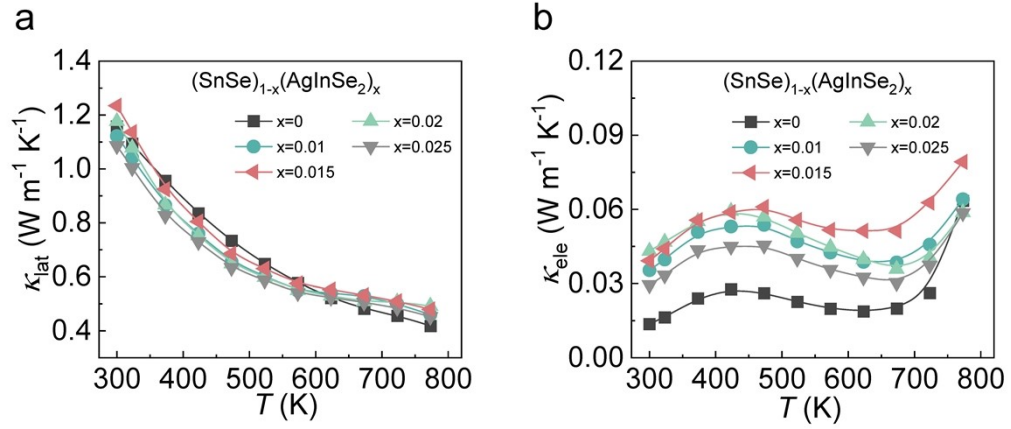 a
κlat (W m⁻¹ K⁻¹)
1.4
1.2
1.0
0.8
0.6
0.4
(SnSe)₁₋ₓ(AgInSe₂)ₓ
x=0
x=0.02
x=0.01
x=0.025
x=0.015
300 400 500 600 700 800
T (K)
b
κele (W m⁻¹ K⁻¹)
0.12
0.09
0.06
0.03
0.00
(SnSe)₁₋ₓ(AgInSe₂)ₓ
x=0
x=0.02
x=0.01
x=0.025
x=0.015
300 400 500 600 700 800
T (K)